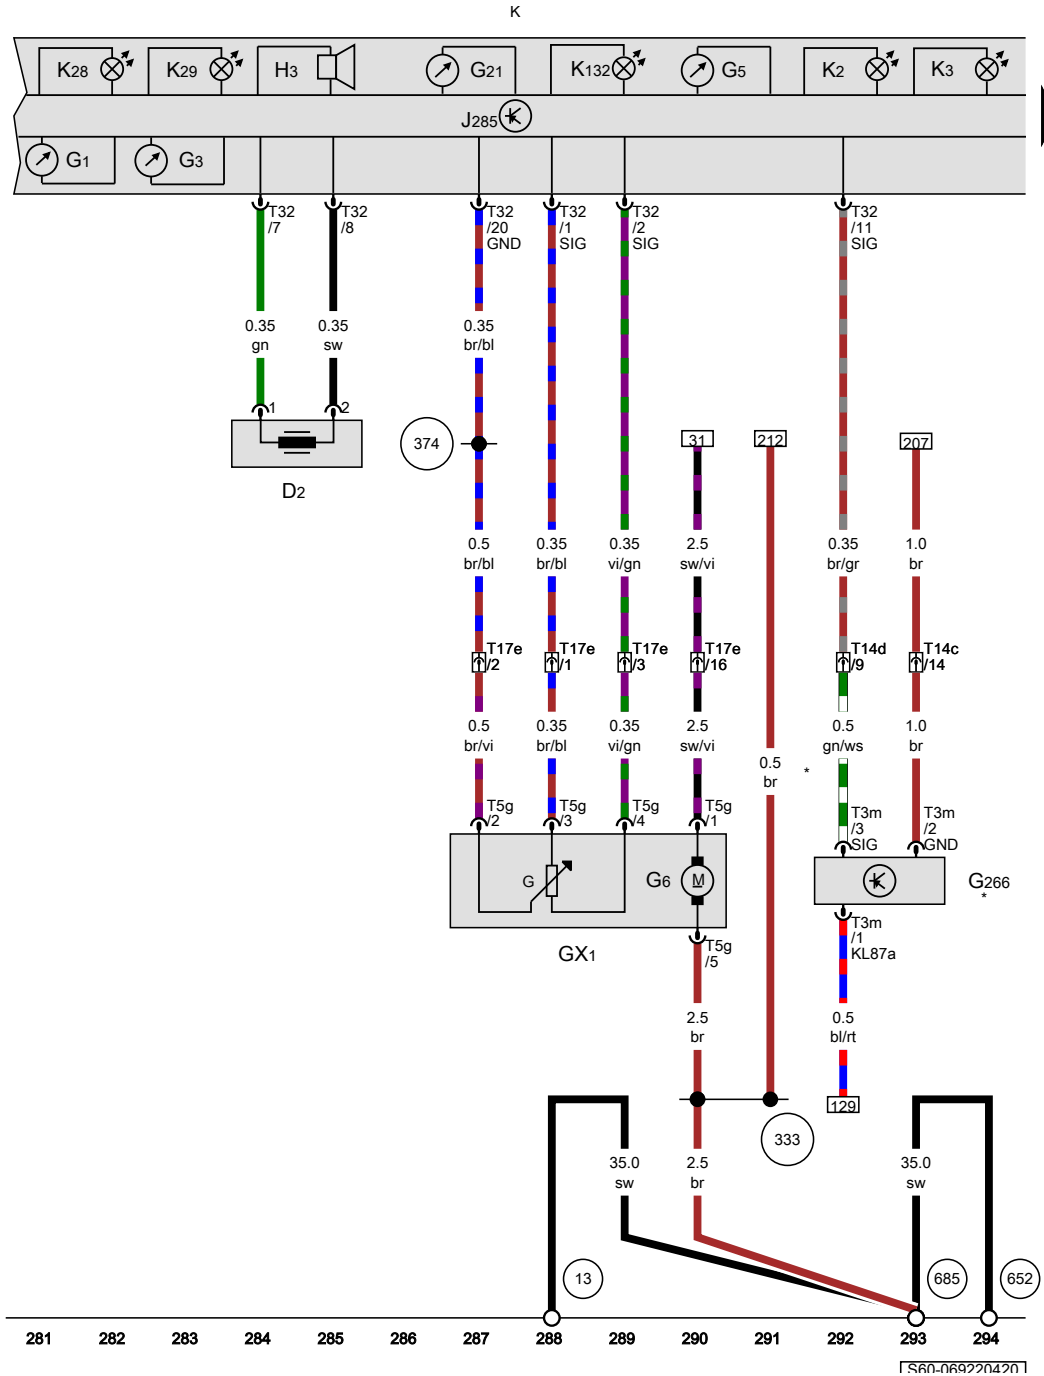 K
K28
K29
H3
G21
K132
G5
K2
K3
J285
G1
G3
T32
/7
T32
/8
T32
/20
GND
T32
/1
SIG
T32
/2
SIG
T32
/11
SIG
0.35
gn
0.35
sw
0.35
br/bl
1
2
D2
374
31
212
207
0.5
br/bl
0.35
br/bl
0.35
vi/gn
2.5
sw/vi
0.35
br/gr
1.0
br
T17e
/2
T17e
/1
T17e
/3
T17e
/16
T14d
/9
T14c
/14
0.5
br/vi
0.35
br/bl
0.35
vi/gn
2.5
sw/vi
0.5
br
*
0.5
gn/ws
1.0
br
T5g
/2
T5g
/3
T5g
/4
T5g
/1
T3m
/3
SIG
T3m
/2
GND
G
G6
M
G266
*
GX1
T5g
/5
T3m
/1
KL87a
2.5
br
0.5
bl/rt
129
333
35.0
sw
2.5
br
35.0
sw
13
685
652
281 282 283 284 285 286 287 288 289 290 291 292 293 294
S60-069220420